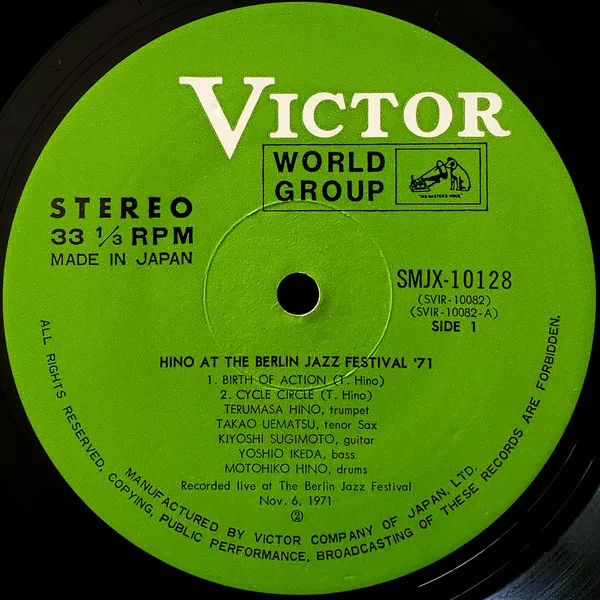 VICTOR
WORLD
GROUP
"HIS MASTER'S VOICE"
STEREO
33 1/3 RPM
MADE IN JAPAN
SMJX-10128
(SVIR-10082)
(SVIR-10082-A)
SIDE 1
HINO AT THE BERLIN JAZZ FESTIVAL '71
1. BIRTH OF ACTION (T. Hino)
2. CYCLE CIRCLE (T. Hino)
TERUMASA HINO, trumpet
TAKAO UEMATSU, tenor Sax
KIYOSHI SUGIMOTO, guitar
YOSHIO IKEDA, bass
MOTOHIKO HINO, drums
Recorded live at The Berlin Jazz Festival
Nov. 6, 1971
②
MANUFACTURED BY VICTOR COMPANY OF JAPAN, LTD.
ALL RIGHTS RESERVED, COPYING, PUBLIC PERFORMANCE, BROADCASTING OF THESE RECORDS ARE FORBIDDEN.